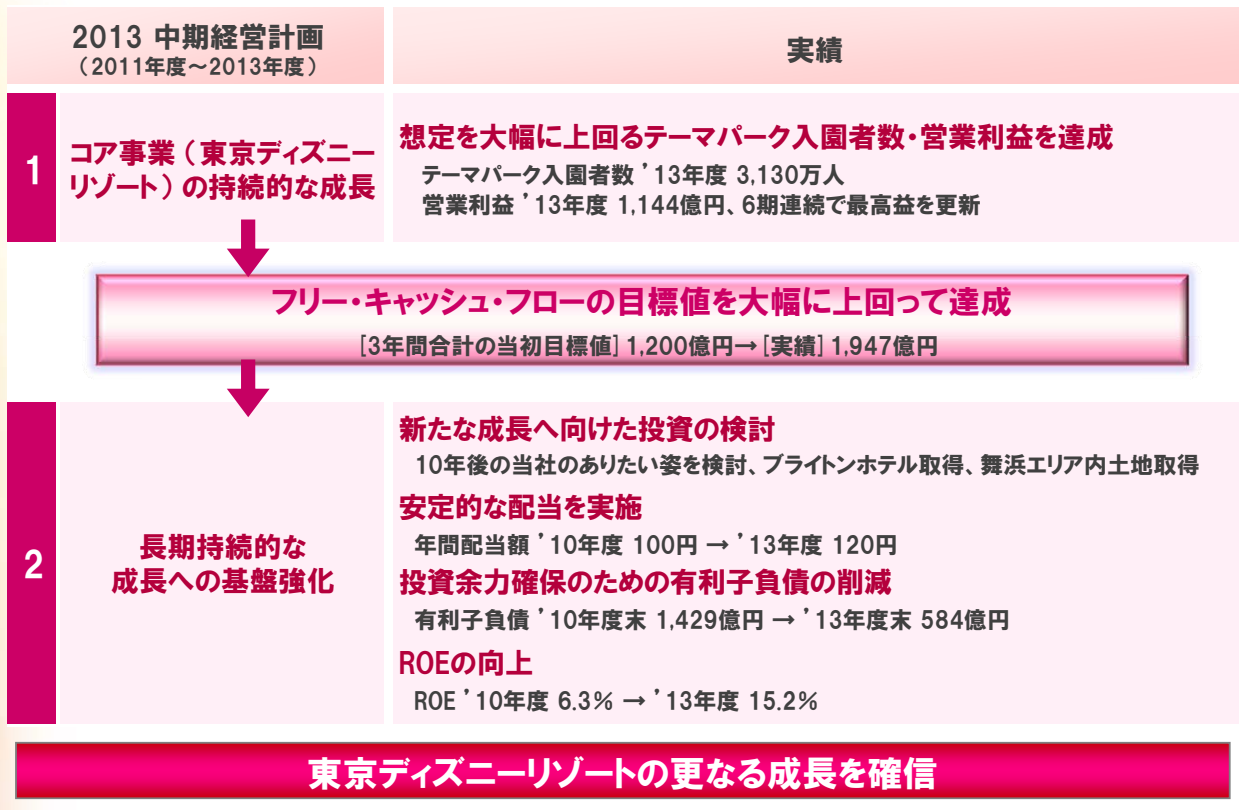 2013 中期経営計画
（2011年度～2013年度）
実績
1
コア事業（東京ディズニー
リゾート）の持続的な成長
想定を大幅に上回るテーマパーク入園者数・営業利益を達成
テーマパーク入園者数 ’13年度 3,130万人
営業利益 ’13年度 1,144億円、6期連続で最高益を更新
フリー・キャッシュ・フローの目標値を大幅に上回って達成
[3年間合計の当初目標値] 1,200億円→[実績] 1,947億円
2
長期持続的な
成長への基盤強化
新たな成長へ向けた投資の検討
10年後の当社のありたい姿を検討、ブライトンホテル取得、舞浜エリア内土地取得
安定的な配当を実施
年間配当額 ’10年度 100円 → ’13年度 120円
投資余力確保のための有利子負債の削減
有利子負債 ’10年度末 1,429億円 → ’13年度末 584億円
ROEの向上
ROE ’10年度 6.3% → ’13年度 15.2%
東京ディズニーリゾートの更なる成長を確信